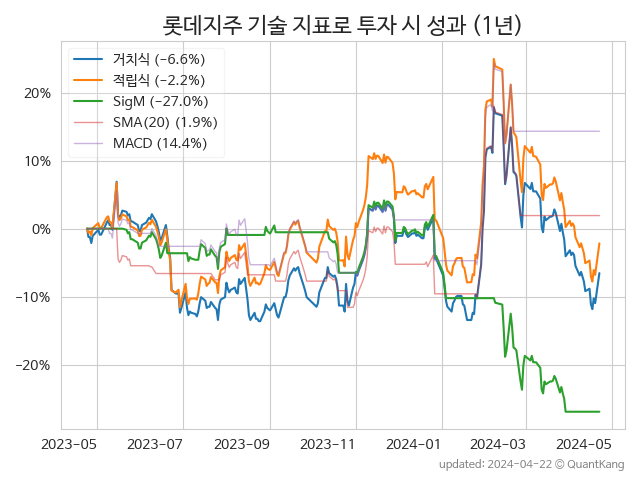 롯데지주 기술 지표로 투자 시 성과 (1년)
거치식 (−6.6%)
적립식 (−2.2%)
SigM (−27.0%)
SMA(20) (1.9%)
MACD (14.4%)
20%
10%
0%
−10%
−20%
2023-05 2023-07 2023-09 2023-11 2024-01 2024-03 2024-05
updated: 2024-04-22 © QuantKang